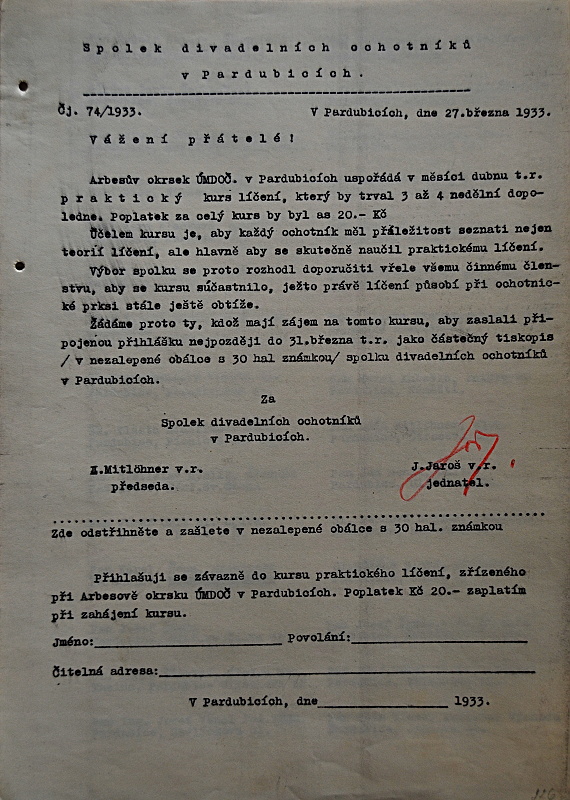 Spolek divadelních ochotníků
v Pardubicích.
Čj. 74/1933. V Pardubicích, dne 27.března 1933.
Vážení přátelé!
Arbesův okrsek ÚMDOČ. v Pardubicích uspořádá v měsíci dubnu t.r.
praktický kurs líčení, který by trval 3 až 4 nedělní dopo-
ledne. Poplatek za celý kurs by byl as 20.- Kč
Účelem kursu je, aby každý ochotník měl příležitost seznati nejen
teorií líčení, ale hlavně aby se skutečně naučil praktickému líčení.
Výbor spolku se proto rozhodl doporučiti vřele všemu činnému člen-
stvu, aby se kursu súčastnilo, ježto právě líčení působí při ochotnic-
ké prksi stále ještě obtíže.
Žádáme proto ty, kdož mají zájem na tomto kursu, aby zaslali při-
pojenou přihlášku nejpozději do 31.března t.r. jako částečný tiskopis
/ v nezalepené obálce s 30 hal známkou/ spolku divadelních ochotníků
v Pardubicích.
Za
Spolek divadelních ochotníků
v Pardubicích.
Mitlöhner v.r. J.Jaroš v.r.
předseda. jednatel.
Zde odstřihněte a zašlete v nezalepené obálce s 30 hal. známkou
Přihlašuji se závazně do kursu praktického líčení, zřízeného
při Arbesově okrsku ÚMDOČ v Pardubicích. Poplatek Kč 20.- zaplatím
při zahájení kursu.
Jméno: Povolání:
Čitelná adresa:
V Pardubicích, dne 1933.